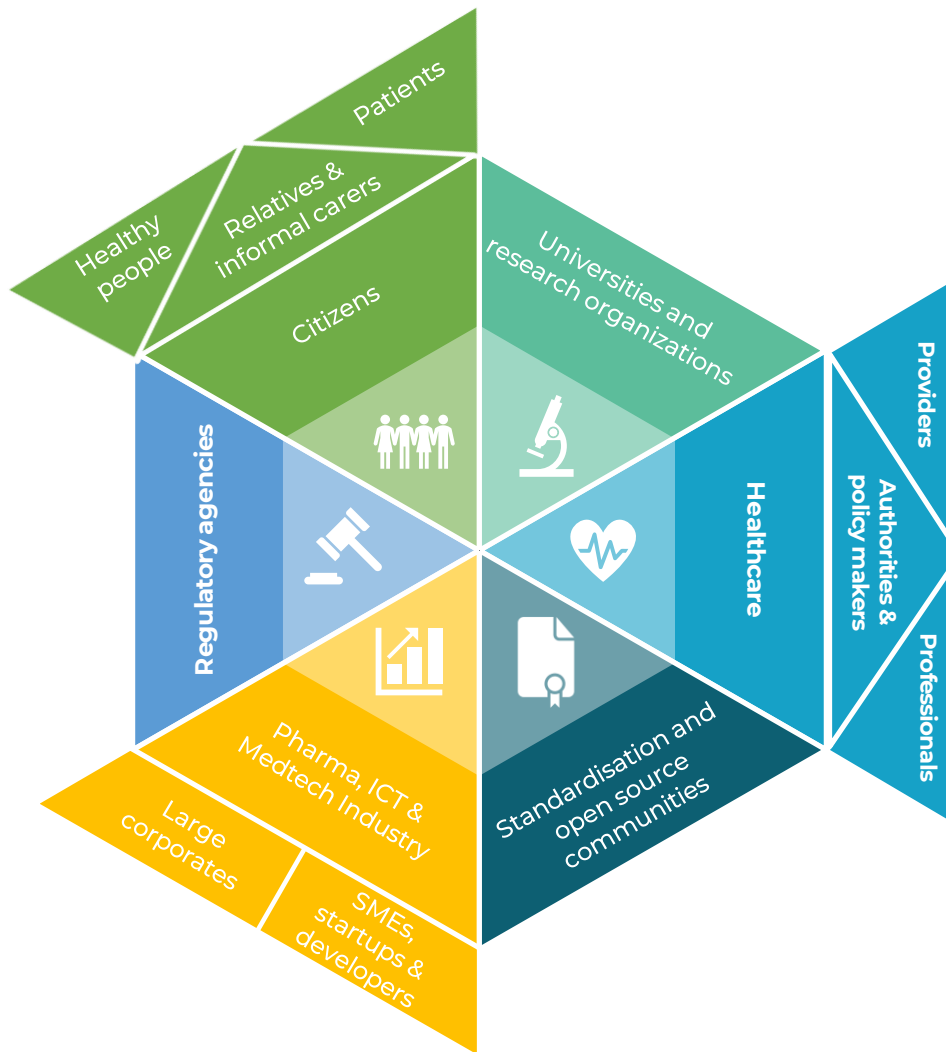 Patients
Relatives &
informal carers
Healthy
people
Citizens
Universities and
research organizations
Providers
Authorities &
policy makers
Professionals
Healthcare
Regulatory agencies
Pharma, ICT &
Medtech Industry
Large
corporates
SMEs,
startups &
developers
Standardisation and
open source
communities